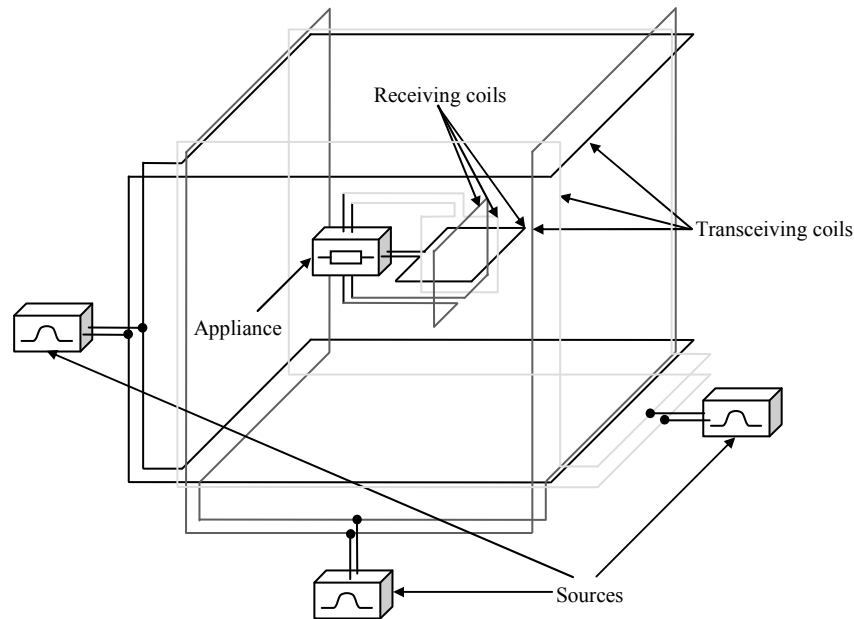 Receiving coils
Transceiving coils
Appliance
Sources